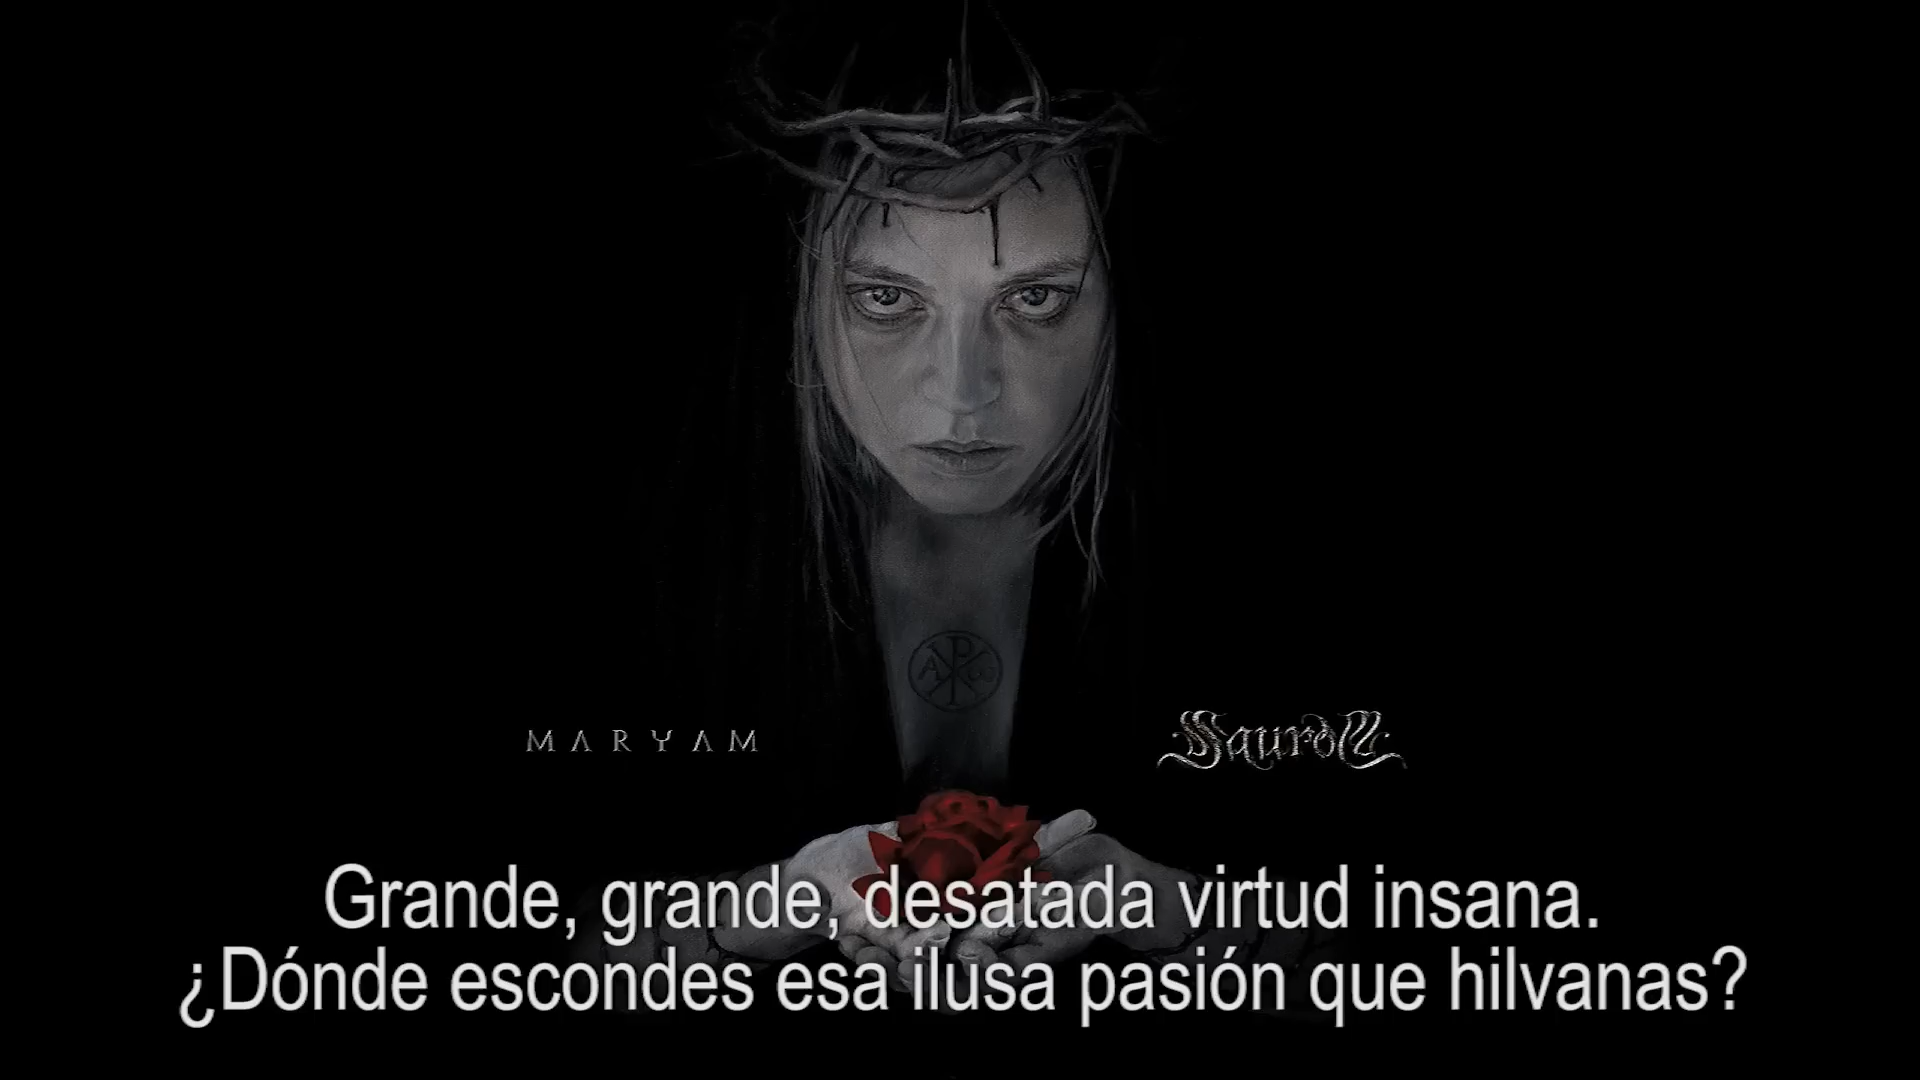 MARYAM
Saurom
Grande, grande, desatada virtud insana.
¿Dónde escondes esa ilusa pasión que hilvanas?